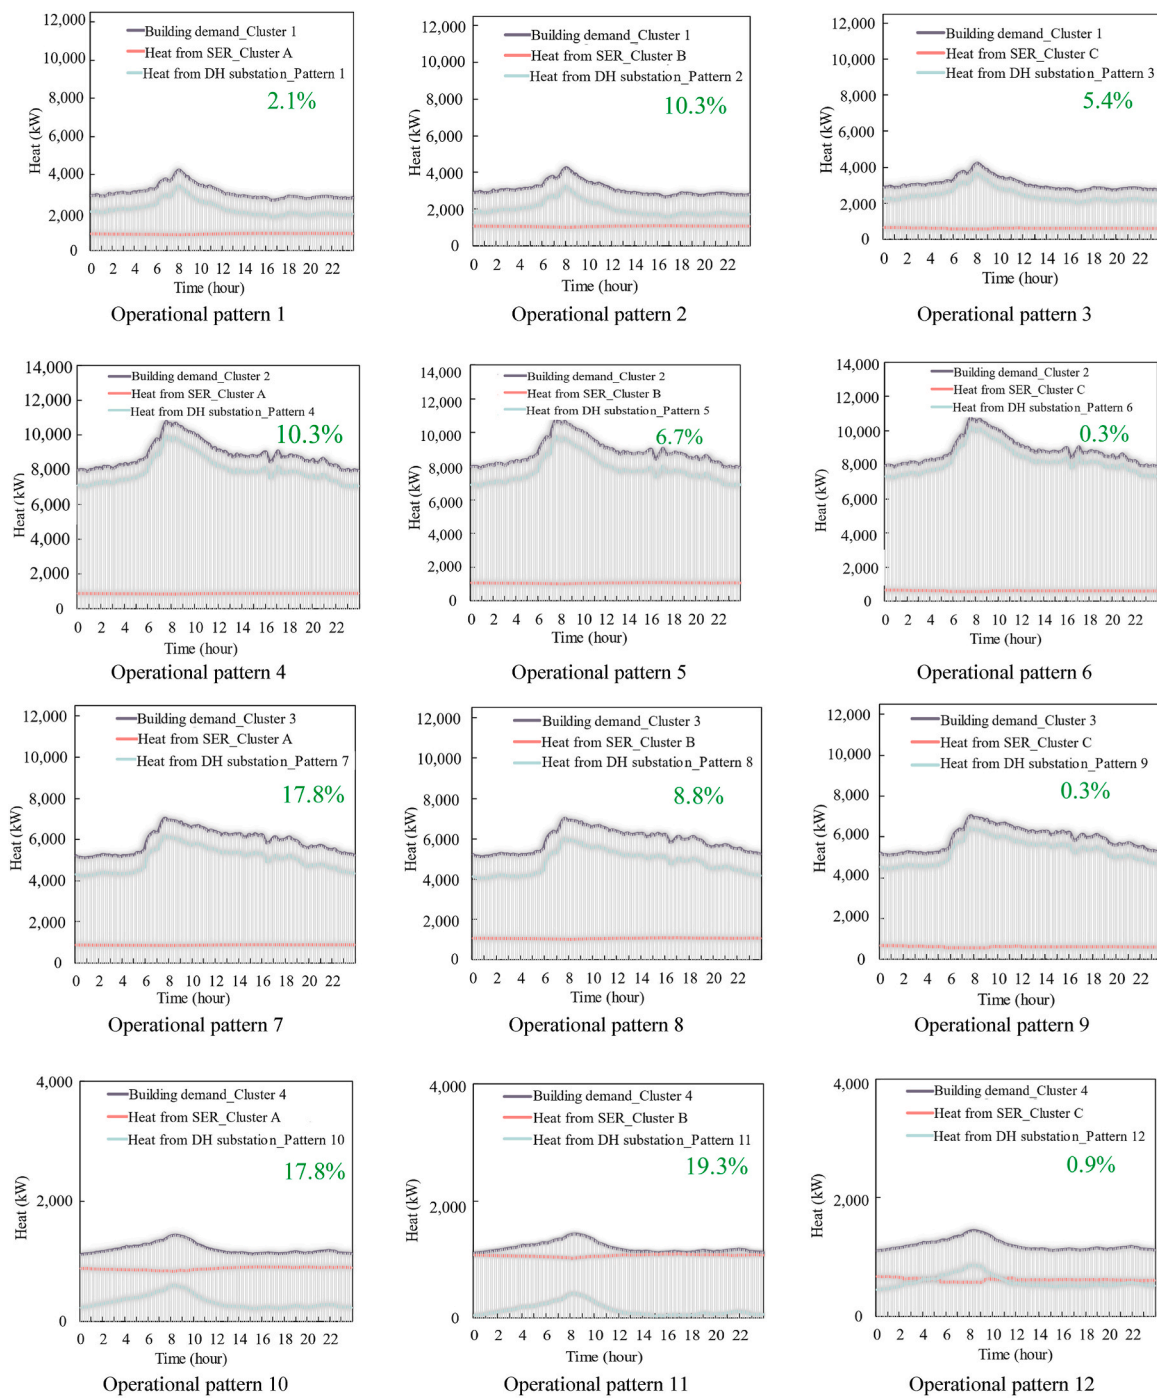 12,000
10,000
8,000
6,000
4,000
2,000
0
Heat (kW)
Building demand_Cluster 1
Heat from SER_Cluster A
Heat from DH substation_Pattern 1
2.1%
0 2 4 6 8 10 12 14 16 18 20 22
Time (hour)
Operational pattern 1
12,000
10,000
8,000
6,000
4,000
2,000
0
Heat (kW)
Building demand_Cluster 1
Heat from SER_Cluster B
Heat from DH substation_Pattern 2
10.3%
0 2 4 6 8 10 12 14 16 18 20 22
Time (hour)
Operational pattern 2
12,000
10,000
8,000
6,000
4,000
2,000
0
Heat (kW)
Building demand_Cluster 1
Heat from SER_Cluster C
Heat from DH substation_Pattern 3
5.4%
0 2 4 6 8 10 12 14 16 18 20 22
Time (hour)
Operational pattern 3
14,000
12,000
10,000
8,000
6,000
4,000
2,000
0
Heat (kW)
Building demand_Cluster 2
Heat from SER_Cluster A
Heat from DH substation_Pattern 4
10.3%
0 2 4 6 8 10 12 14 16 18 20 22
Time (hour)
Operational pattern 4
14,000
12,000
10,000
8,000
6,000
4,000
2,000
0
Heat (kW)
Building demand_Cluster 2
Heat from SER_Cluster B
Heat from DH substation_Pattern 5
6.7%
0 2 4 6 8 10 12 14 16 18 20 22
Time (hour)
Operational pattern 5
14,000
12,000
10,000
8,000
6,000
4,000
2,000
0
Heat (kW)
Building demand_Cluster 2
Heat from SER_Cluster C
Heat from DH substation_Pattern 6
0.3%
0 2 4 6 8 10 12 14 16 18 20 22
Time (hour)
Operational pattern 6
12,000
10,000
8,000
6,000
4,000
2,000
0
Heat (kW)
Building demand_Cluster 3
Heat from SER_Cluster A
Heat from DH substation_Pattern 7
17.8%
0 2 4 6 8 10 12 14 16 18 20 22
Time (hour)
Operational pattern 7
12,000
10,000
8,000
6,000
4,000
2,000
0
Heat (kW)
Building demand_Cluster 3
Heat from SER_Cluster B
Heat from DH substation_Pattern 8
8.8%
0 2 4 6 8 10 12 14 16 18 20 22
Time (hour)
Operational pattern 8
12,000
10,000
8,000
6,000
4,000
2,000
0
Heat (kW)
Building demand_Cluster 3
Heat from SER_Cluster C
Heat from DH substation_Pattern 9
0.3%
0 2 4 6 8 10 12 14 16 18 20 22
Time (hour)
Operational pattern 9
4,000
2,000
0
Heat (kW)
Building demand_Cluster 4
Heat from SER_Cluster A
Heat from DH substation_Pattern 10
17.8%
0 2 4 6 8 10 12 14 16 18 20 22
Time (hour)
Operational pattern 10
4,000
2,000
0
Heat (kW)
Building demand_Cluster 4
Heat from SER_Cluster B
Heat from DH substation_Pattern 11
19.3%
0 2 4 6 8 10 12 14 16 18 20 22
Time (hour)
Operational pattern 11
4,000
2,000
0
Heat (kW)
Building demand_Cluster 4
Heat from SER_Cluster C
Heat from DH substation_Pattern 12
0.9%
0 2 4 6 8 10 12 14 16 18 20 22
Time (hour)
Operational pattern 12